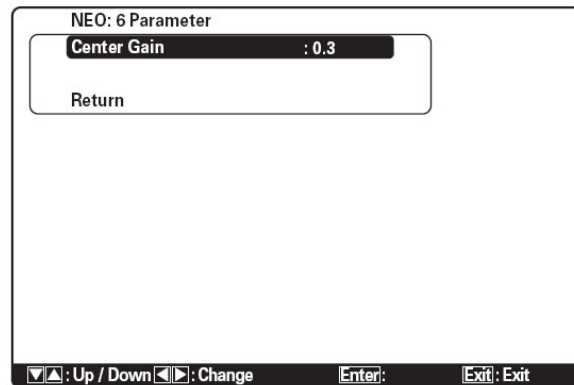 NEO: 6 Parameter
Center Gain : 0.3
Return
▼▲: Up / Down ◀▶: Change Enter: Exit: Exit